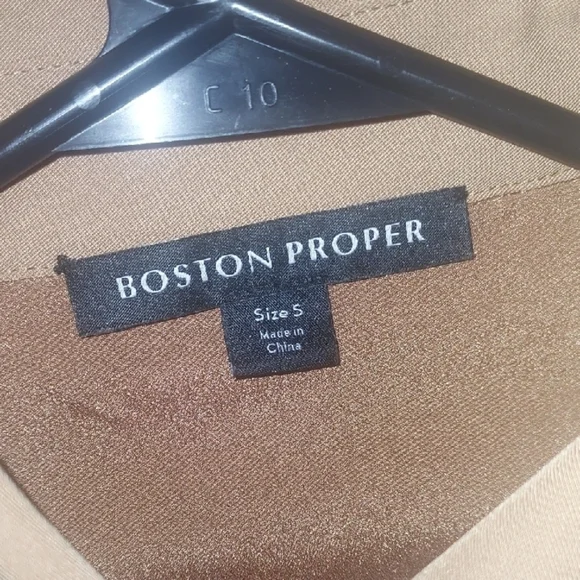 C 10
BOSTON PROPER
Size S
Made in
China